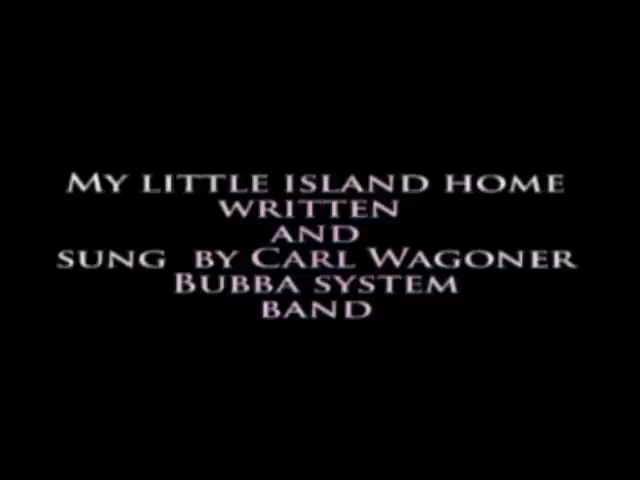 My little island home
written
and
sung by Carl Wagoner
Bubba system
band